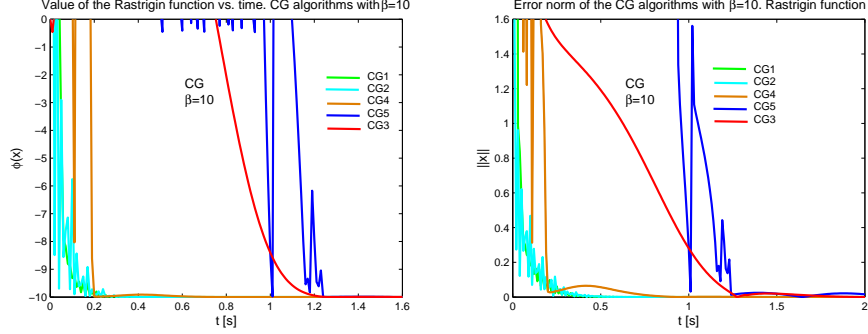 Value of the Rastrigin function vs. time. CG algorithms with β=10
0
-1
-2
-3
-4
-5
-6
-7
-8
-9
-10
φ(x)
0
0.2
0.4
0.6
0.8
1.0
1.2
1.4
1.6
t [s]
CG
β=10
CG1
CG2
CG4
CG5
CG3
Error norm of the CG algorithms with β=10. Rastrigin function
1.6
1.4
1.2
1
0.8
0.6
0.4
0.2
0
||x||
0
0.5
1
1.5
2
t [s]
CG
β=10
CG1
CG2
CG4
CG5
CG3